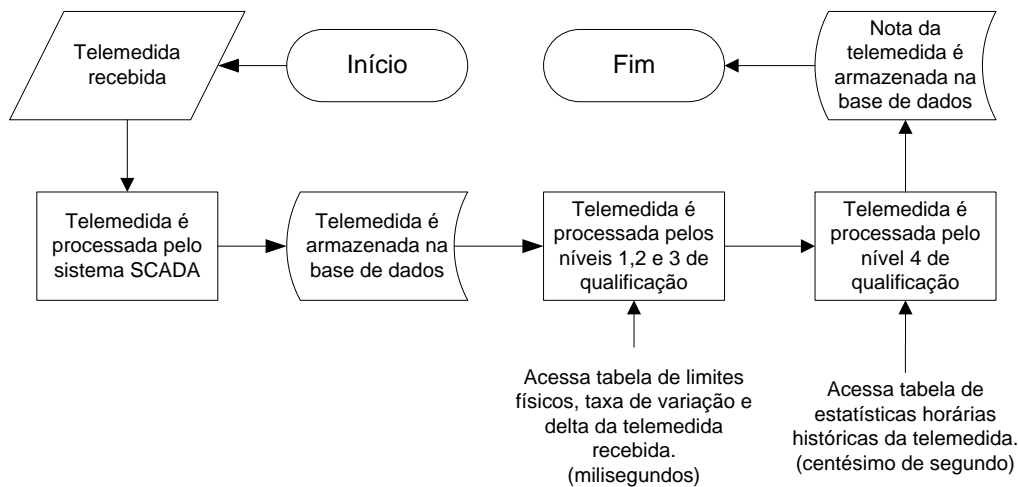 Telemedida
recebida
Início
Fim
Nota da
telemedida é
armazenada na
base de dados
Telemedida é
processada pelo
sistema SCADA
Telemedida é
armazenada na
base de dados
Telemedida é
processada pelos
níveis 1,2 e 3 de
qualificação
Telemedida é
processada pelo
nível 4 de
qualificação
Acessa tabela de limites
físicos, taxa de variação e
delta da telemedida
recebida.
(milisegundos)
Acessa tabela de
estatísticas horárias
históricas da telemedida.
(centésimo de segundo)